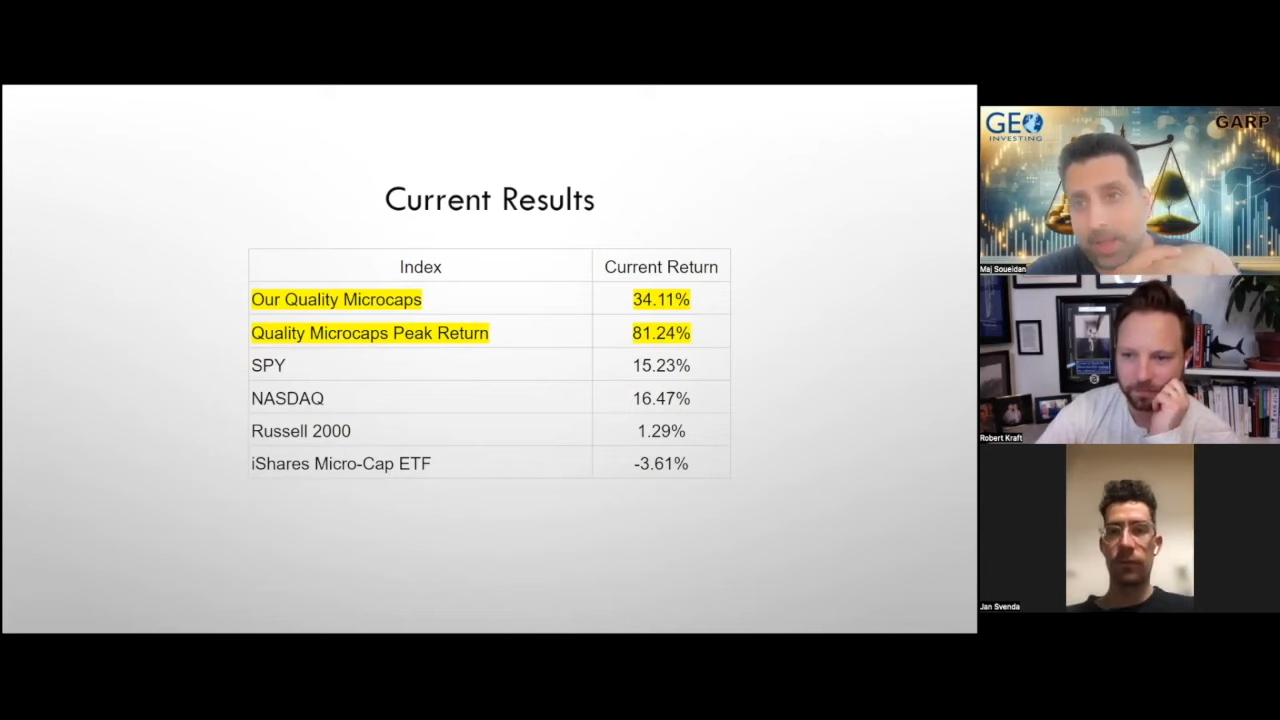 Current Results
Index Current Return
Our Quality Microcaps 34.11%
Quality Microcaps Peak Return 81.24%
SPY 15.23%
NASDAQ 16.47%
Russell 2000 1.29%
iShares Micro-Cap ETF -3.61%
GEO
INVESTING
GARP
Maj Soueidan
Robert Kraft
Jan Svenda